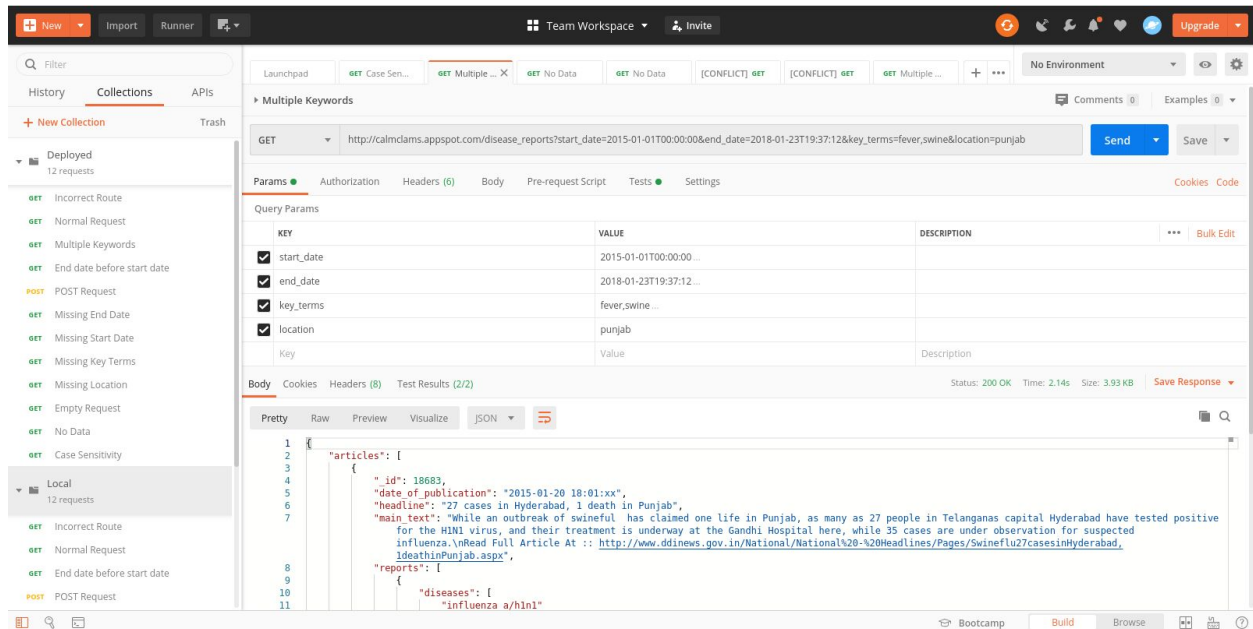 New Import Runner Team Workspace Invite Upgrade
Filter
History Collections APIs
+ New Collection Trash
Deployed
12 requests
GET Incorrect Route
GET Normal Request
GET Multiple Keywords
GET End date before start date
POST POST Request
GET Missing End Date
GET Missing Start Date
GET Missing Key Terms
GET Missing Location
GET Empty Request
GET No Data
GET Case Sensitivity
Local
12 requests
GET Incorrect Route
GET Normal Request
GET End date before start date
POST POST Request
Launchpad GET Case Sen... GET Multiple ... X GET No Data GET No Data [CONFLICT] GET [CONFLICT] GET GET Multiple ... + ••• No Environment
Multiple Keywords Comments 0 Examples 0
GET http://calmclams.appspot.com/disease_reports?start_date=2015-01-01T00:00:00&end_date=2018-01-23T19:37:12&key_terms=fever,swine&location=punjab Send Save
Params Authorization Headers (6) Body Pre-request Script Tests Settings Cookies Code
Query Params
KEY VALUE DESCRIPTION ••• Bulk Edit
start_date 2015-01-01T00:00:00...
end_date 2018-01-23T19:37:12...
key_terms fever,swine...
location punjab
Key Value Description
Body Cookies Headers (8) Test Results (2/2) Status: 200 OK Time: 2.14s Size: 3.93 KB Save Response
Pretty Raw Preview Visualize JSON
1 {
2 "articles": [
3 {
4 "_id": 18683,
5 "date_of_publication": "2015-01-20 18:01:xx",
6 "headline": "27 cases in Hyderabad, 1 death in Punjab",
7 "main_text": "While an outbreak of swineful has claimed one life in Punjab, as many as 27 people in Telanganas capital Hyderabad have tested positive
for the H1N1 virus, and their treatment is underway at the Gandhi Hospital here, while 35 cases are under observation for suspected
influenza.\nRead Full Article At :: http://www.ddinews.gov.in/National/National%20-%20Headlines/Pages/Swineflu27casesinHyderabad,
1deathinPunjab.aspx",
8 "reports": [
9 {
10 "diseases": [
11 "influenza a/h1n1"
Bootcamp Build Browse